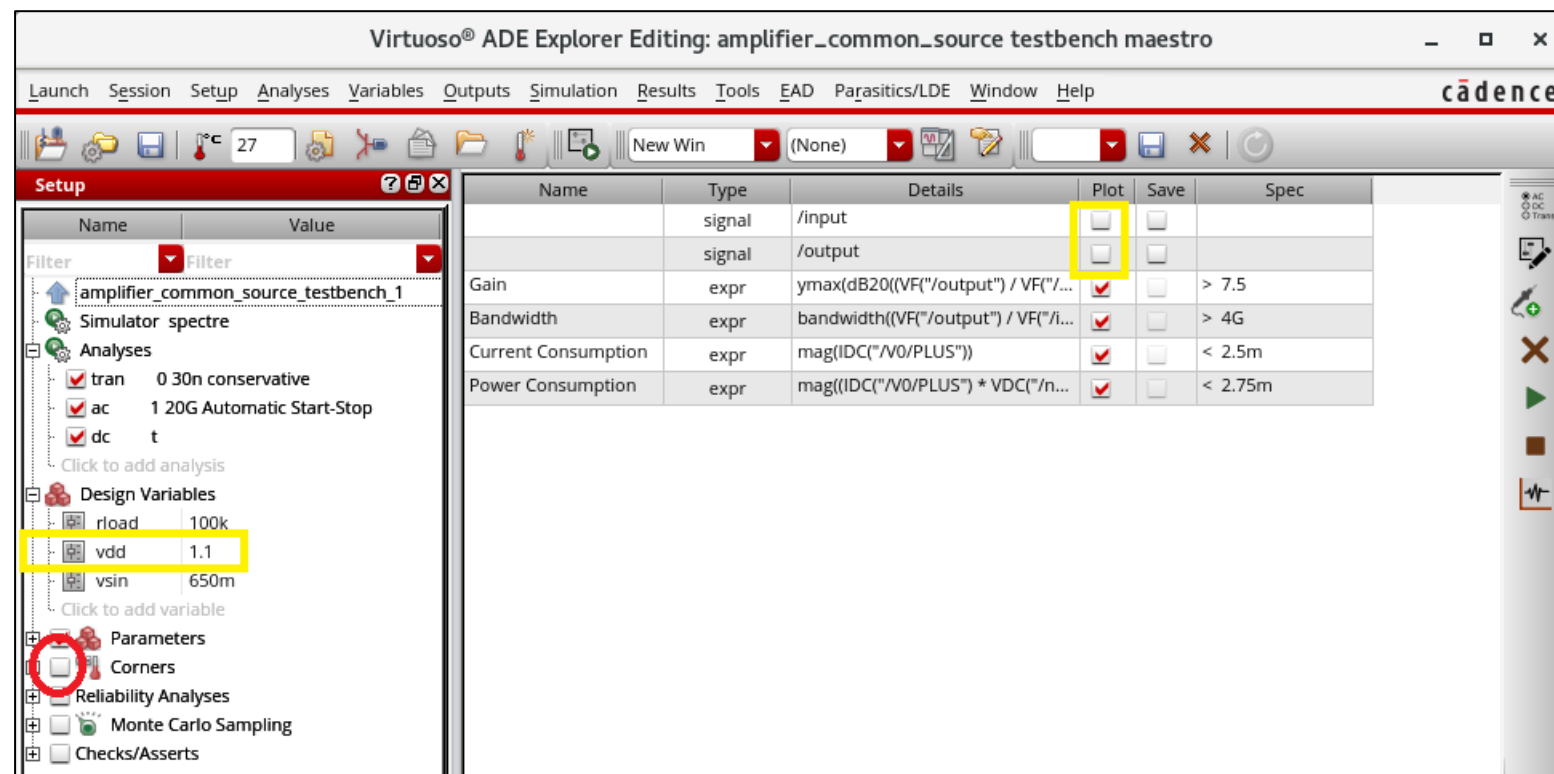 Virtuoso® ADE Explorer Editing: amplifier_common_source testbench maestro
Launch Session Setup Analyses Variables Outputs Simulation Results Tools EAD Parasitics/LDE Window Help
cādence
°C 27 New Win (None)
Setup
Name Value
Filter Filter
amplifier_common_source_testbench_1
Simulator spectre
Analyses
tran 0 30n conservative
ac 1 20G Automatic Start-Stop
dc t
Click to add analysis
Design Variables
rload 100k
vdd 1.1
vsin 650m
Click to add variable
Parameters
Corners
Reliability Analyses
Monte Carlo Sampling
Checks/Asserts
Name Type Details Plot Save Spec
signal /input
signal /output
Gain expr ymax(dB20((VF("/output") / VF("/... > 7.5
Bandwidth expr bandwidth((VF("/output") / VF("/i... > 4G
Current Consumption expr mag(IDC("/V0/PLUS")) < 2.5m
Power Consumption expr mag((IDC("/V0/PLUS") * VDC("/n... < 2.75m
AC
DC
Trans